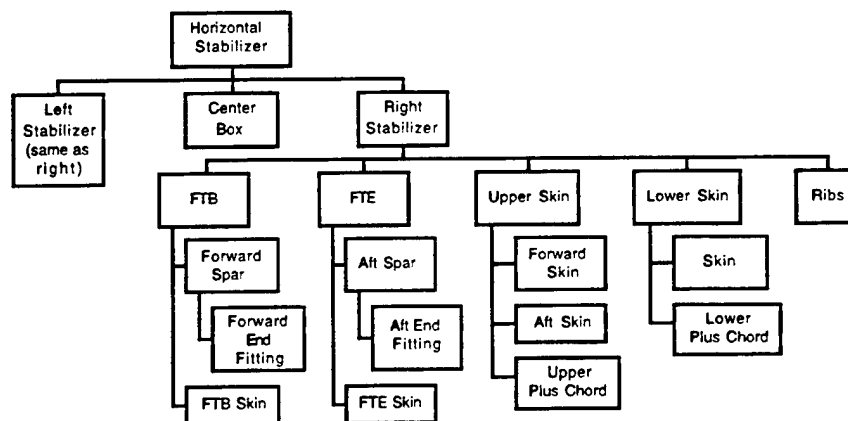 Horizontal
Stabilizer
Left
Stabilizer
(same as
right)
Center
Box
Right
Stabilizer
FTB
FTE
Upper Skin
Lower Skin
Ribs
Forward
Spar
Forward
End
Fitting
FTB Skin
Aft Spar
Aft End
Fitting
FTE Skin
Forward
Skin
Aft Skin
Upper
Plus Chord
Skin
Lower
Plus Chord